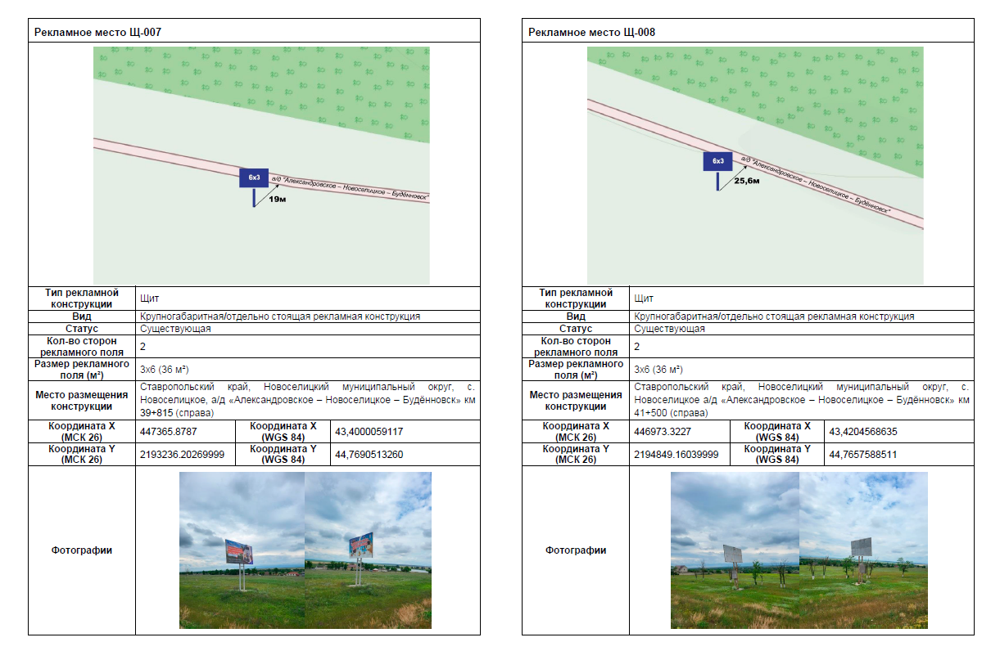 Рекламное место Щ-007
6х3
а/д "Александровское – Новоселицкое – Будённовск"
19м
Тип рекламной
конструкции
Щит
Вид
Крупногабаритная/отдельно стоящая рекламная конструкция
Статус
Существующая
Кол-во сторон
рекламного поля
2
Размер рекламного
поля (м²)
3х6 (36 м²)
Место размещения
конструкции
Ставропольский край, Новоселицкий муниципальный округ, с.
Новоселицкое, а/д «Александровское – Новоселицкое – Будённовск» км
39+815 (справа)
Координата X
(МСК 26)
447365.8787
Координата X
(WGS 84)
43,4000059117
Координата Y
(МСК 26)
2193236.20269999
Координата Y
(WGS 84)
44,7690513260
Фотографии
Рекламное место Щ-008
6х3
а/д "Александровское – Новоселицкое – Будённовск"
25,6м
Тип рекламной
конструкции
Щит
Вид
Крупногабаритная/отдельно стоящая рекламная конструкция
Статус
Существующая
Кол-во сторон
рекламного поля
2
Размер рекламного
поля (м²)
3х6 (36 м²)
Место размещения
конструкции
Ставропольский край, Новоселицкий муниципальный округ, с.
Новоселицкое а/д «Александровское – Новоселицкое – Будённовск» км
41+500 (справа)
Координата X
(МСК 26)
446973.3227
Координата X
(WGS 84)
43,4204568635
Координата Y
(МСК 26)
2194849.16039999
Координата Y
(WGS 84)
44,7657588511
Фотографии